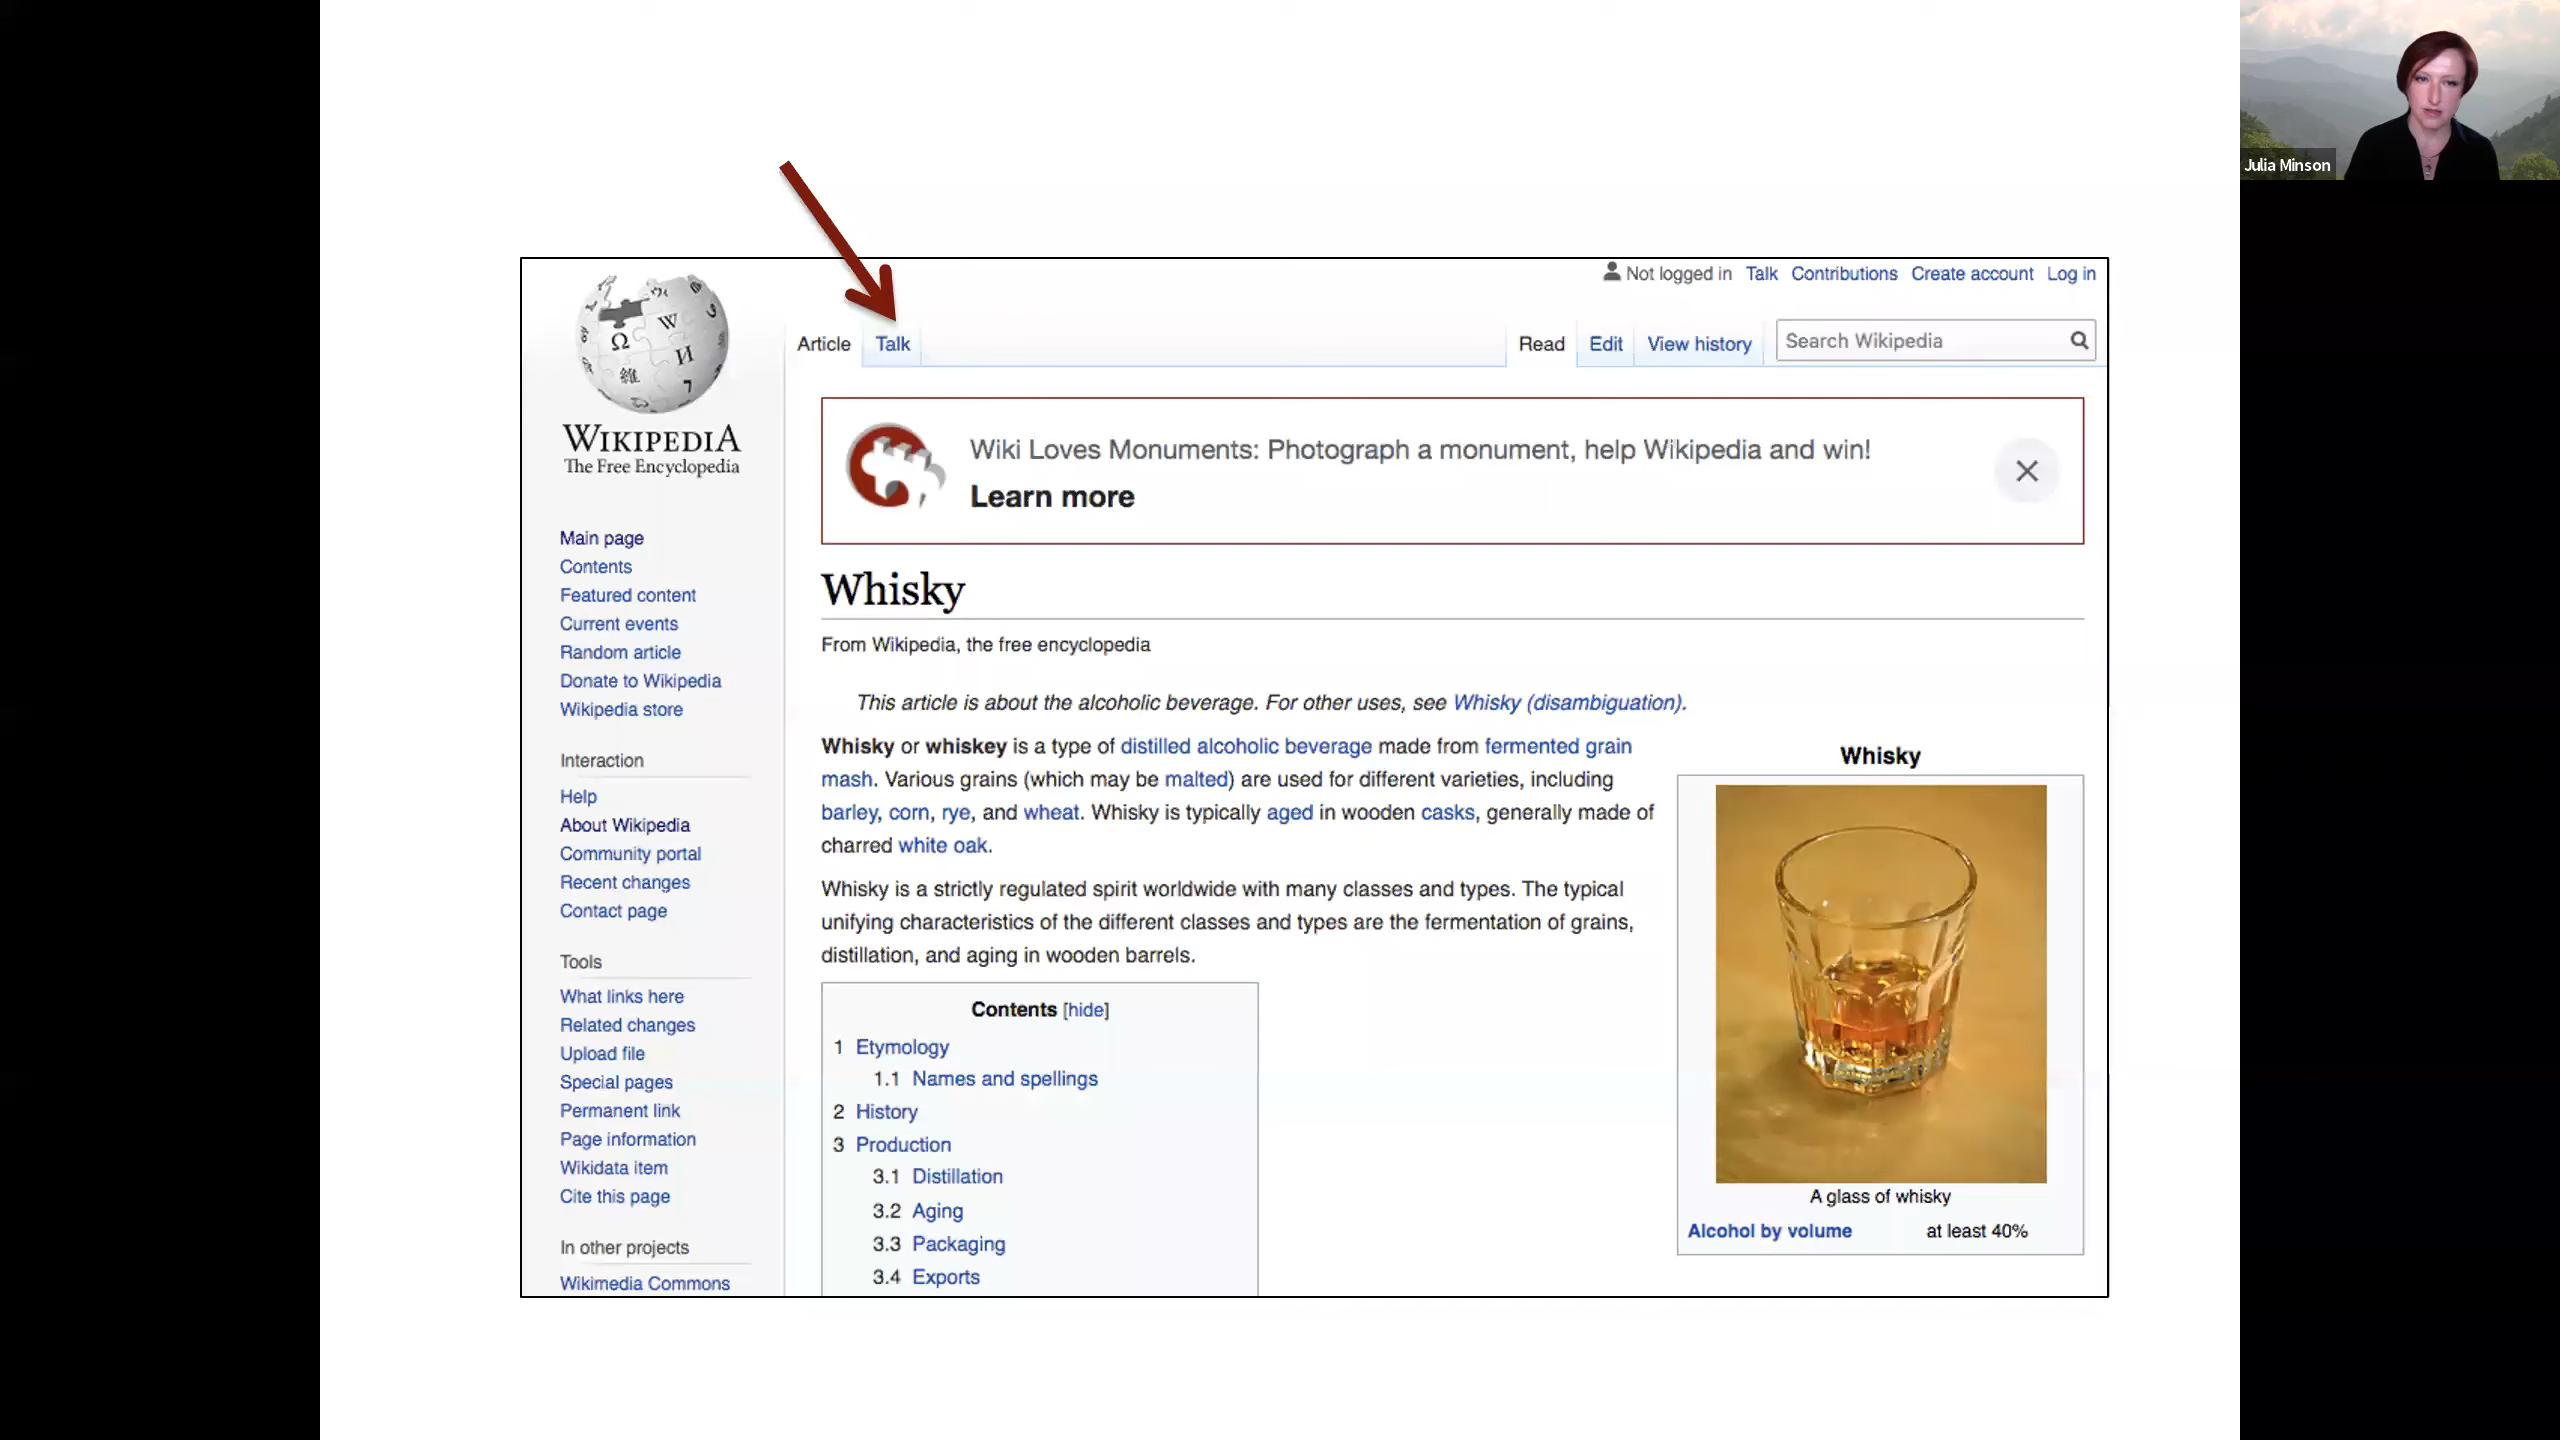 Julia Minson
Not logged in Talk Contributions Create account Log in
Article Talk Read Edit View history Search Wikipedia
WIKIPEDIA
The Free Encyclopedia
Wiki Loves Monuments: Photograph a monument, help Wikipedia and win!
Learn more
Main page
Contents
Featured content
Current events
Random article
Donate to Wikipedia
Wikipedia store
Interaction
Help
About Wikipedia
Community portal
Recent changes
Contact page
Tools
What links here
Related changes
Upload file
Special pages
Permanent link
Page information
Wikidata item
Cite this page
In other projects
Wikimedia Commons
Whisky
From Wikipedia, the free encyclopedia
This article is about the alcoholic beverage. For other uses, see Whisky (disambiguation).
Whisky or whiskey is a type of distilled alcoholic beverage made from fermented grain
mash. Various grains (which may be malted) are used for different varieties, including
barley, corn, rye, and wheat. Whisky is typically aged in wooden casks, generally made of
charred white oak.
Whisky is a strictly regulated spirit worldwide with many classes and types. The typical
unifying characteristics of the different classes and types are the fermentation of grains,
distillation, and aging in wooden barrels.
Contents [hide]
1 Etymology
1.1 Names and spellings
2 History
3 Production
3.1 Distillation
3.2 Aging
3.3 Packaging
3.4 Exports
Whisky
A glass of whisky
Alcohol by volume at least 40%